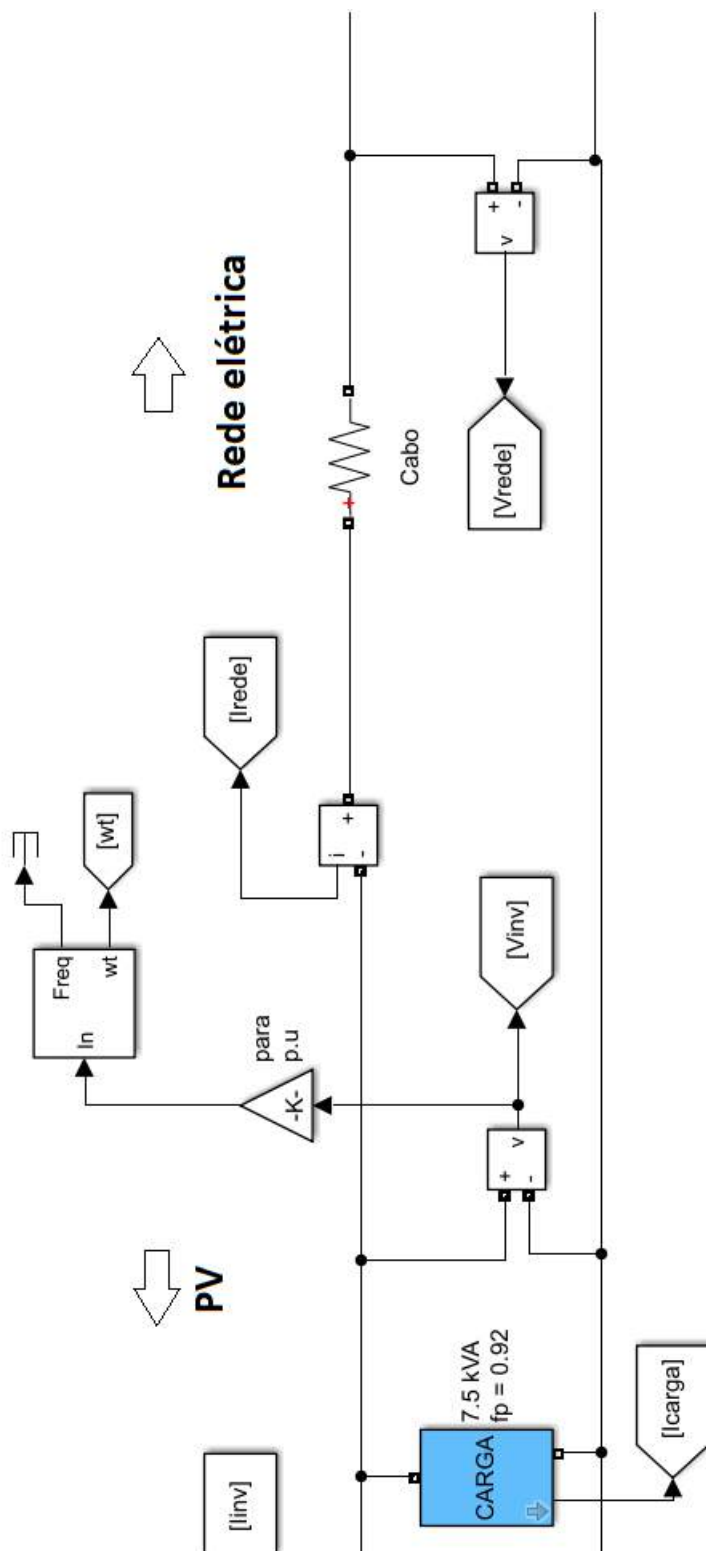 Rede elétrica
+
-
v
[Vrede]
Cabo
+
[Irede]
i
+
-
[wt]
Freq
wt
In
para
p.u
-K-
[Vinv]
+
-
v
PV
7.5 kVA
fp = 0.92
CARGA
[Icarga]
[Iinv]